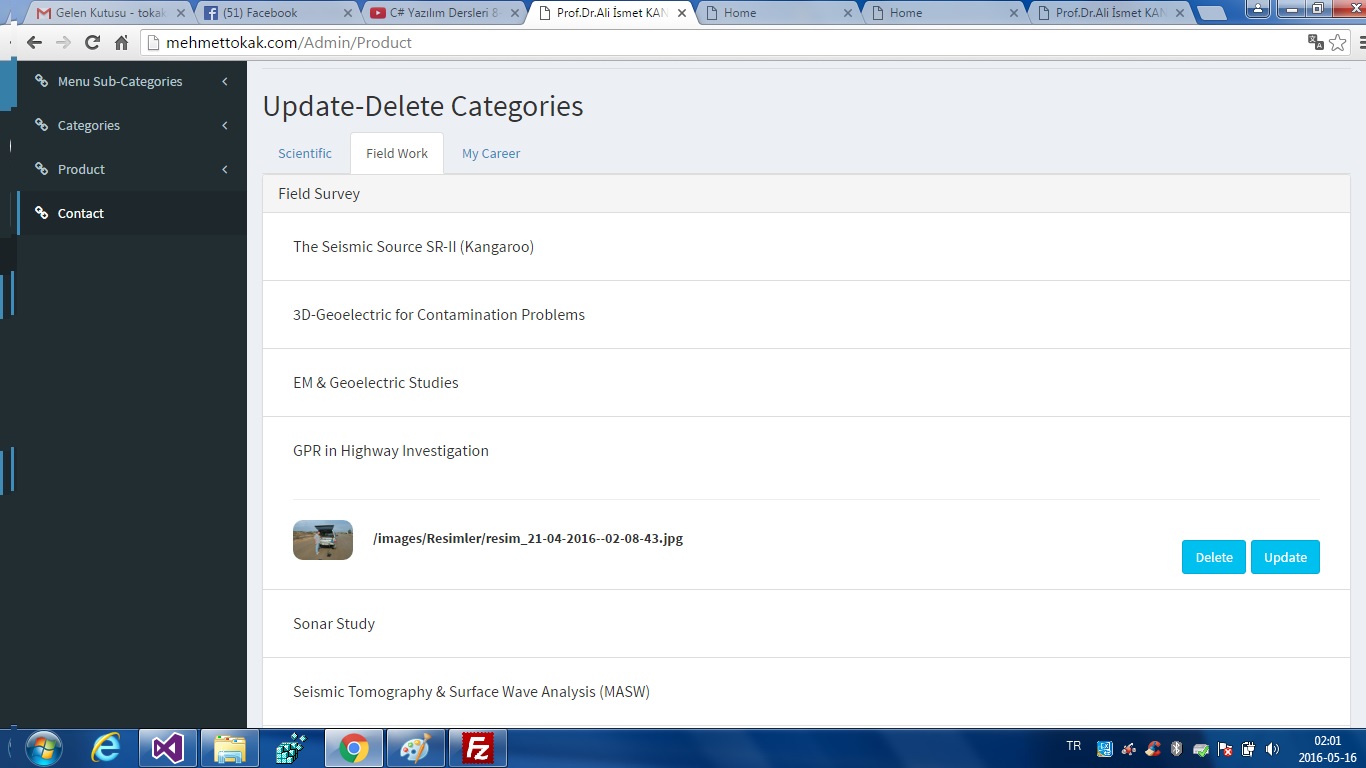 Gelen Kutusu - tokak
(51) Facebook
C# Yazılım Dersleri 8-
Prof.Dr.Ali İsmet KAN
Home
Home
Prof.Dr.Ali İsmet KAN
mehmettokak.com/Admin/Product
Menu Sub-Categories
Categories
Product
Contact
Update-Delete Categories
Scientific
Field Work
My Career
Field Survey
The Seismic Source SR-II (Kangaroo)
3D-Geoelectric for Contamination Problems
EM & Geoelectric Studies
GPR in Highway Investigation
/images/Resimler/resim_21-04-2016--02-08-43.jpg
Delete
Update
Sonar Study
Seismic Tomography & Surface Wave Analysis (MASW)
TR
02:01
2016-05-16